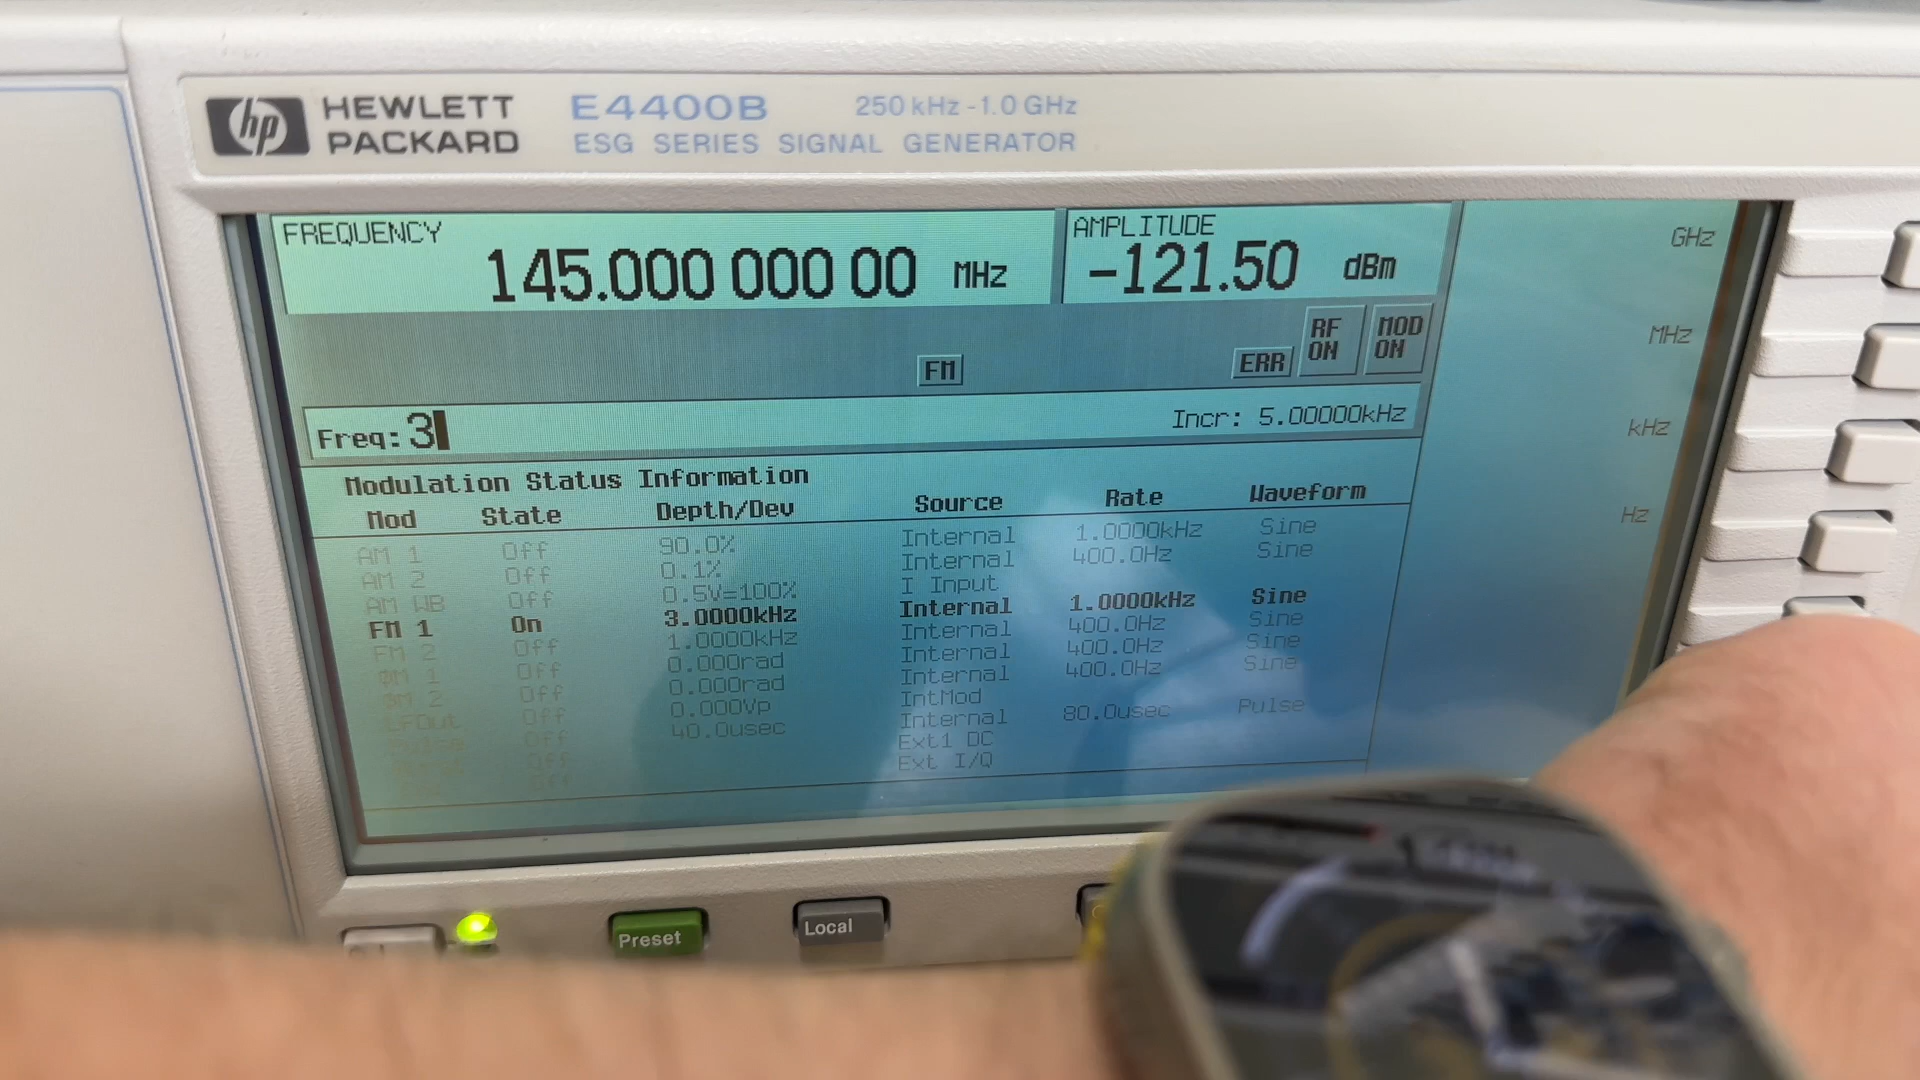 hp HEWLETT PACKARD
E4400B 250 kHz - 1.0 GHz
ESG SERIES SIGNAL GENERATOR
FREQUENCY
145.000 000 00 MHz
AMPLITUDE
-121.50 dBm
FM ERR RF ON MOD ON
Freq: 3 Incr: 5.00000kHz
Modulation Status Information
Mod State Depth/Dev Source Rate Waveform
AM 1 Off 90.0% Internal 1.0000kHz Sine
AM 2 Off 0.1% Internal 400.0Hz Sine
AM WB Off 0.5V=100% I Input
FM 1 On 3.0000kHz Internal 1.0000kHz Sine
FM 2 Off 1.0000kHz Internal 400.0Hz Sine
ΦM 1 Off 0.000rad Internal 400.0Hz Sine
ΦM 2 Off 0.000rad Internal 400.0Hz Sine
LFOut Off 0.000Vp IntMod
Pulse Off 40.0usec Internal 80.0usec Pulse
Off Ext1 DC
Off Ext I/Q
GHz
MHz
kHz
Hz
Preset
Local